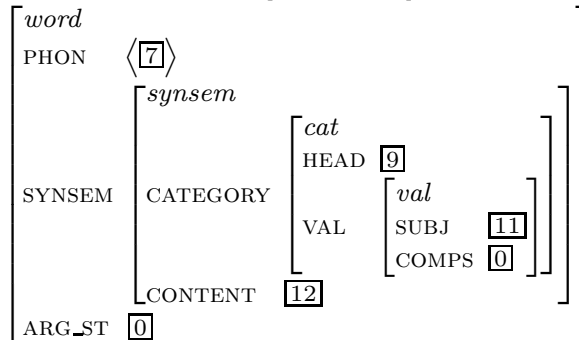 word
PHON ⟨7⟩
synsem
cat
HEAD 9
SYNSEM CATEGORY
val
VAL SUBJ 11
COMPS 0
CONTENT 12
ARG_ST 0